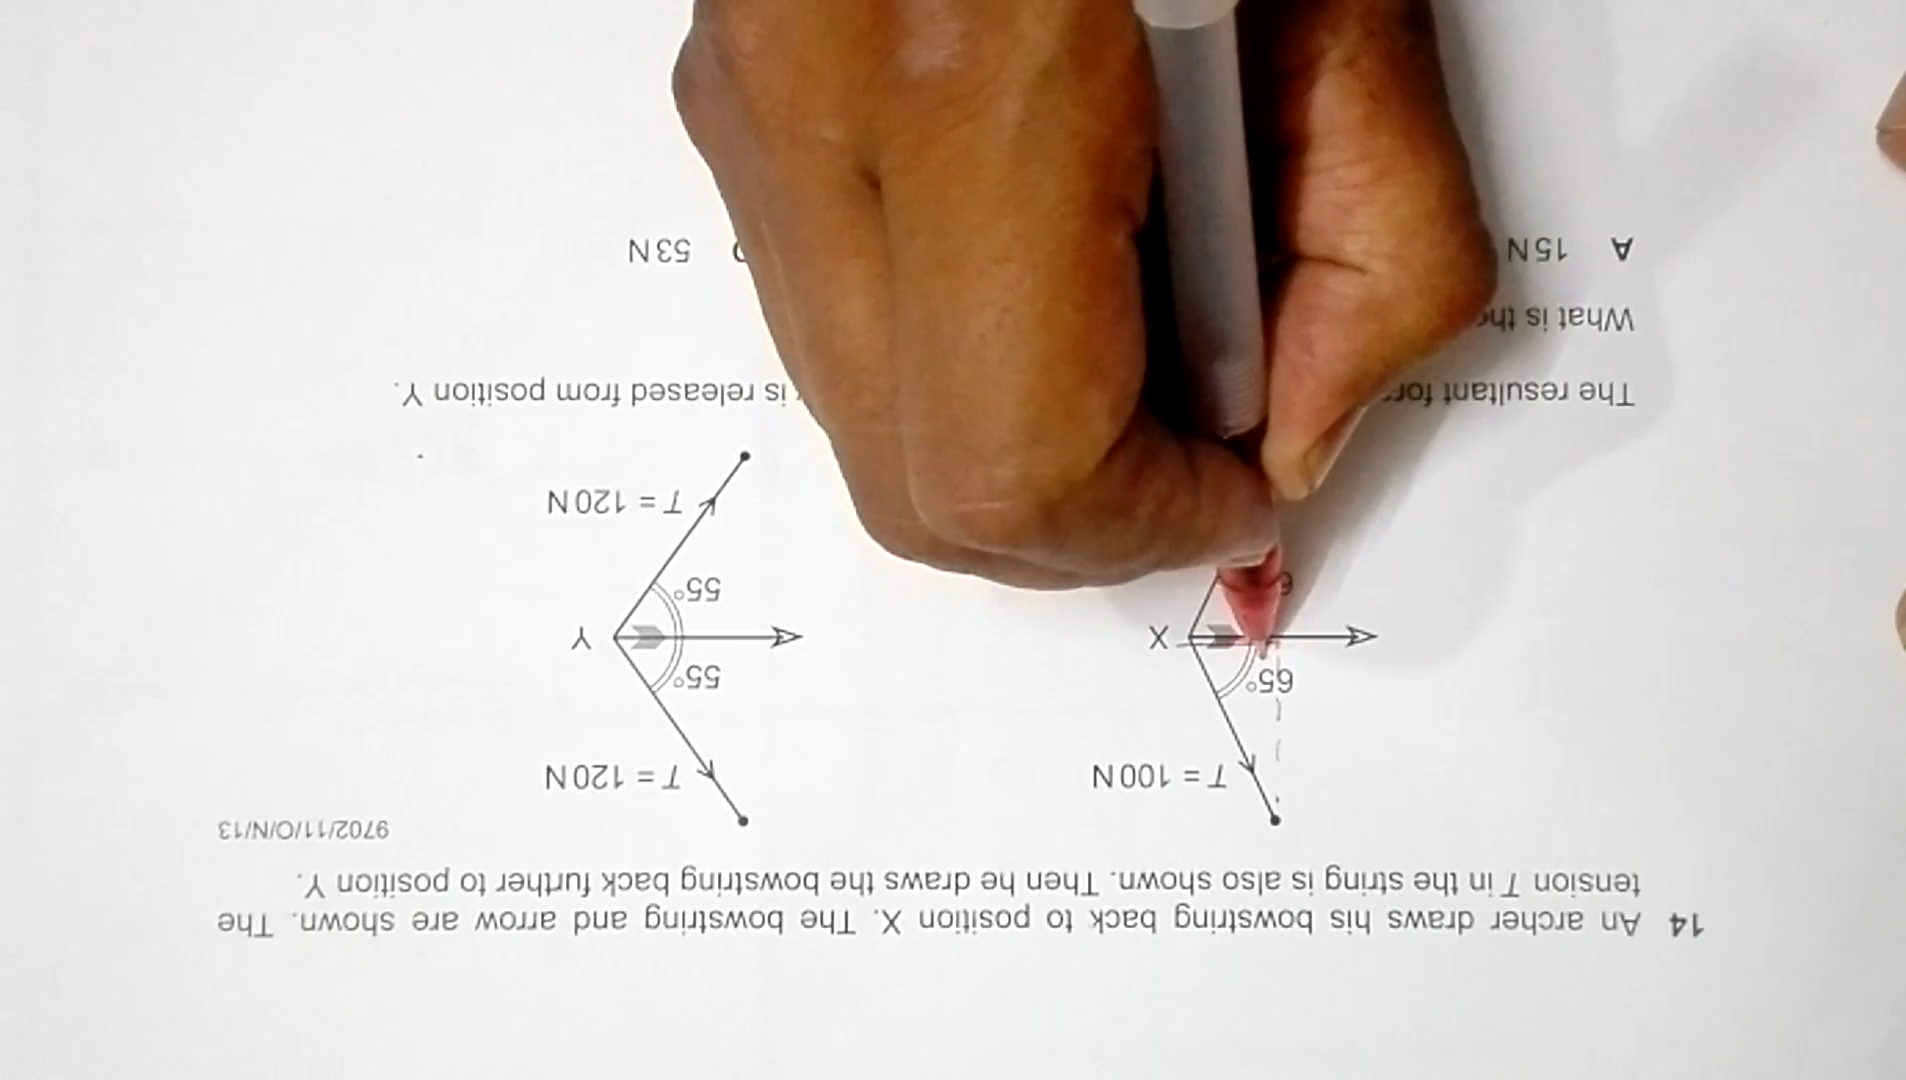 14 An archer draws his bowstring back to position X. The bowstring and arrow are shown. The
tension T in the string is also shown. Then he draws the bowstring back further to position Y.
9702/11/O/N/13
T = 100 N
T = 120 N
65°
55°
X
Y
55°
T = 120 N
The resultant is released from position Y.
What is
A 15 N 53 N